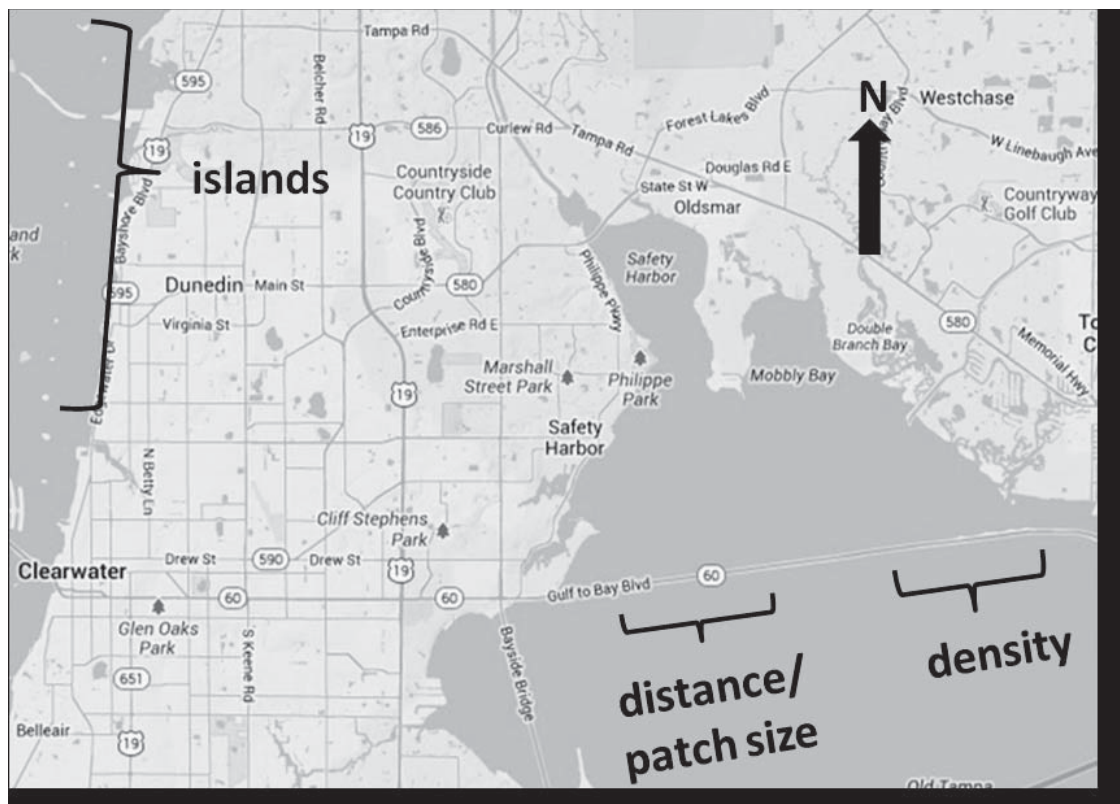 Tampa Rd
595
Belcher Rd
N
Westchase
19
586
Curlew Rd
Tampa Rd
Forest Lakes Blvd
W Linebaugh Ave
19
islands
Countryside
Country Club
Douglas Rd E
State St W
Oldsmar
Countryway
Golf Club
Bayshore Blvd
Countryside Blvd
Philippe Pkwy
Safety
Harbor
595
Dunedin
Main St
580
Virginia St
Enterprise Rd E
Double
Branch Bay
580
Memorial Hwy
Marshall
Street Park
Philippe
Park
Mobbly Bay
Edgewater Dr
19
Safety
Harbor
N Betty Ln
Cliff Stephens
Park
Drew St
590
Drew St
19
Clearwater
60
60
Gulf to Bay Blvd
60
Glen Oaks
Park
S Keene Rd
Bayside Bridge
distance/
patch size
density
651
Belleair
19
Old Tampa